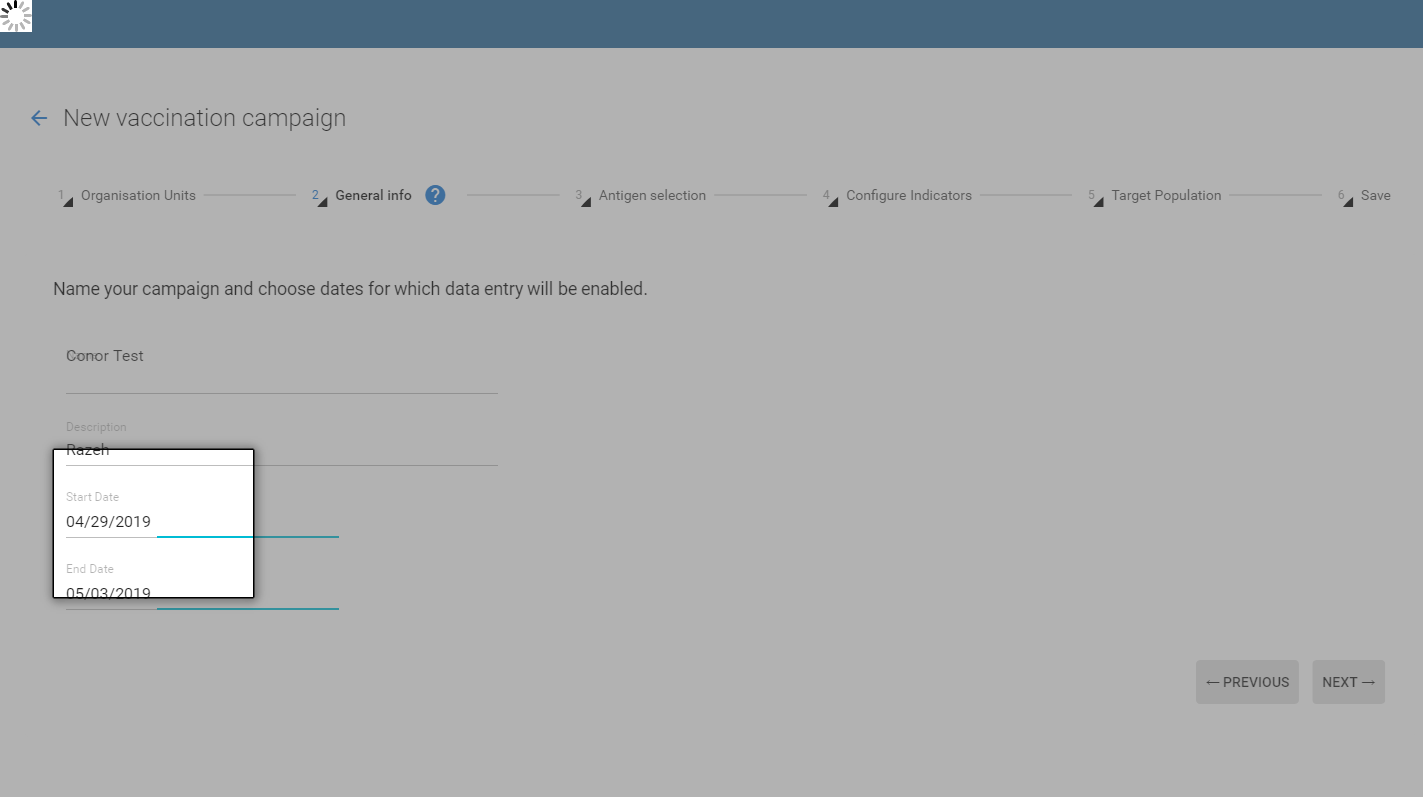 New vaccination campaign
1 Organisation Units 2 General info ? 3 Antigen selection 4 Configure Indicators 5 Target Population 6 Save
Name your campaign and choose dates for which data entry will be enabled.
Conor Test
Description
Razeh
Start Date
04/29/2019
End Date
05/03/2019
← PREVIOUS NEXT →